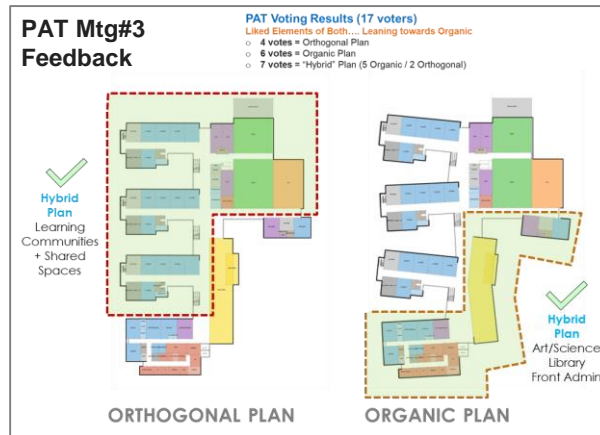 PAT Mtg#3
Feedback
PAT Voting Results (17 voters)
Liked Elements of Both.... Leaning towards Organic
o 4 votes = Orthogonal Plan
o 6 votes = Organic Plan
o 7 votes = "Hybrid" Plan (5 Organic / 2 Orthogonal)
Hybrid
Plan
Learning
Communities
+ Shared
Spaces
Hybrid
Plan
Art/Science
Library
Front Admin
ORTHOGONAL PLAN
ORGANIC PLAN